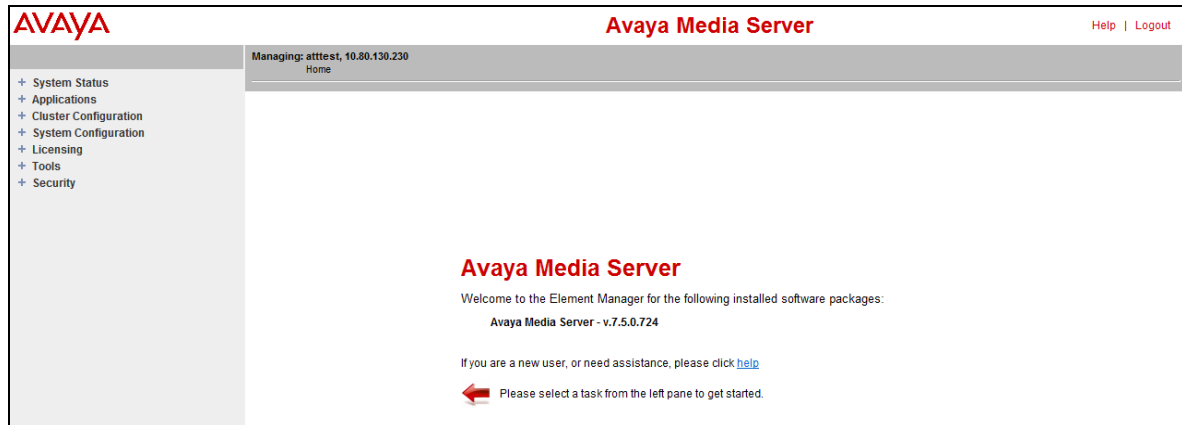 AVAYA
Avaya Media Server
Help | Logout
Managing: atttest, 10.80.130.230
Home
+ System Status
+ Applications
+ Cluster Configuration
+ System Configuration
+ Licensing
+ Tools
+ Security
Avaya Media Server
Welcome to the Element Manager for the following installed software packages:
Avaya Media Server - v.7.5.0.724
If you are a new user, or need assistance, please click help
Please select a task from the left pane to get started.